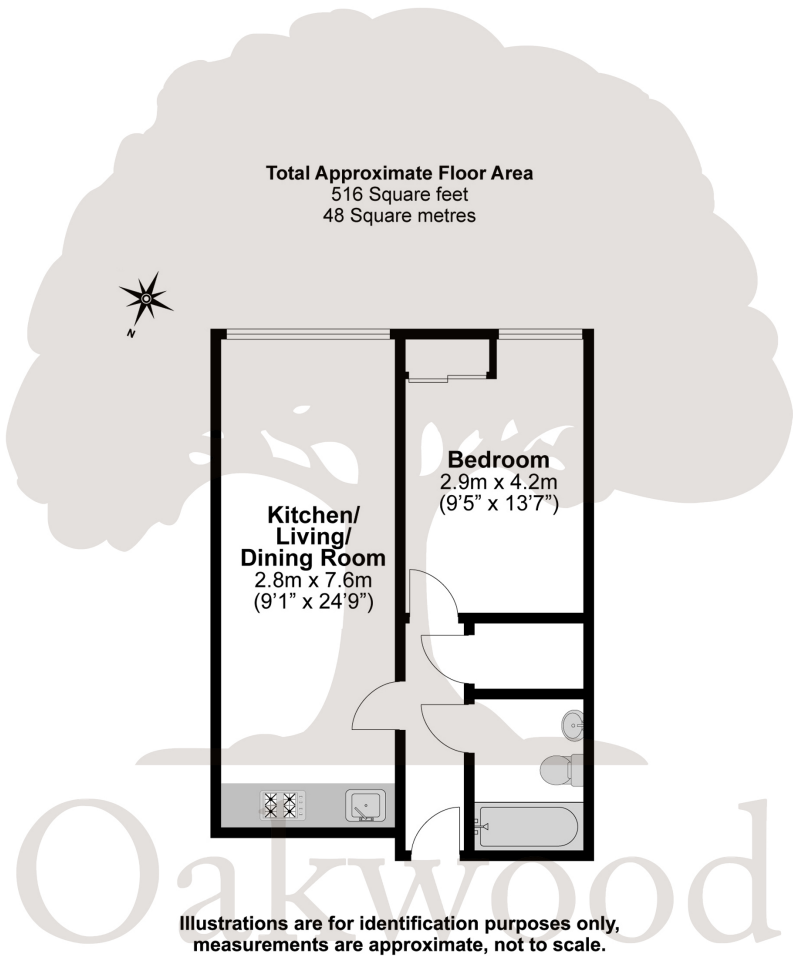 Total Approximate Floor Area
516 Square feet
48 Square metres
N
Bedroom
2.9m x 4.2m
(9’5” x 13’7”)
Kitchen/
Living/
Dining Room
2.8m x 7.6m
(9’1” x 24’9”)
Oakwood
Illustrations are for identification purposes only,
measurements are approximate, not to scale.